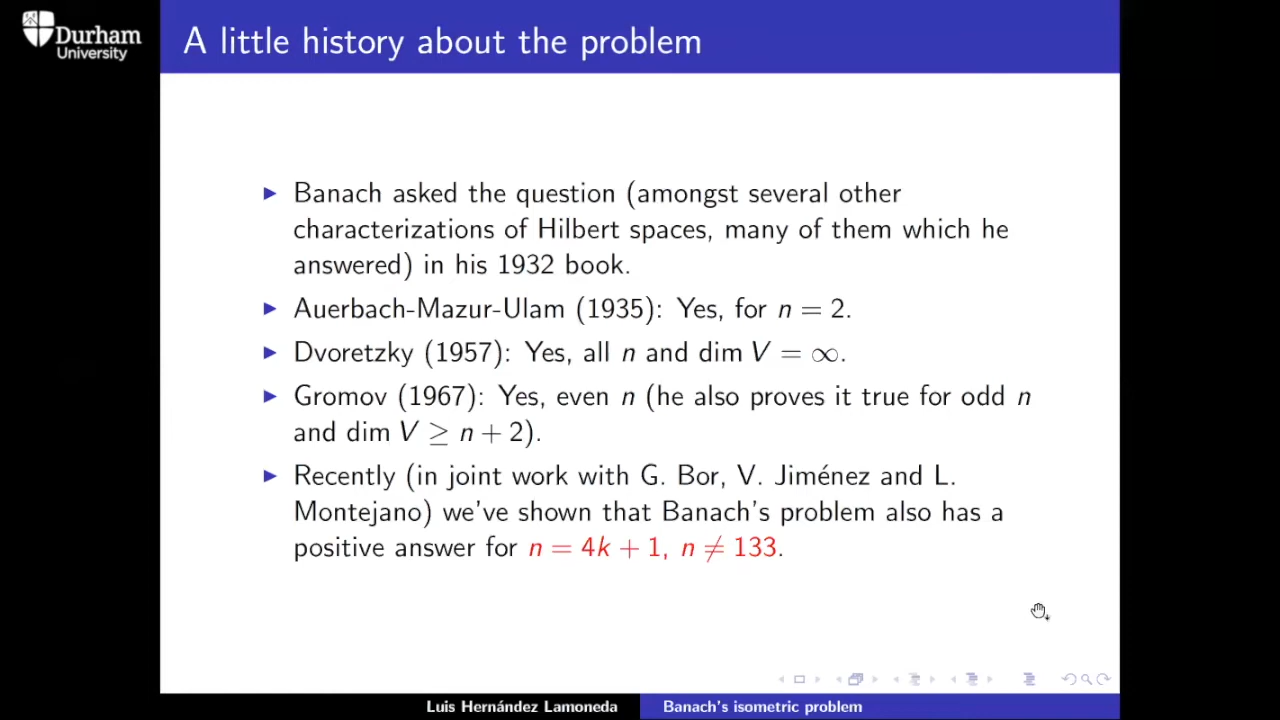 Durham
University
A little history about the problem
Banach asked the question (amongst several other
characterizations of Hilbert spaces, many of them which he
answered) in his 1932 book.
Auerbach-Mazur-Ulam (1935): Yes, for n = 2.
Dvoretzky (1957): Yes, all n and dim V = ∞.
Gromov (1967): Yes, even n (he also proves it true for odd n
and dim V ≥ n + 2).
Recently (in joint work with G. Bor, V. Jiménez and L.
Montejano) we've shown that Banach's problem also has a
positive answer for n = 4k + 1, n ≠ 133.
Luis Hernández Lamoneda
Banach's isometric problem